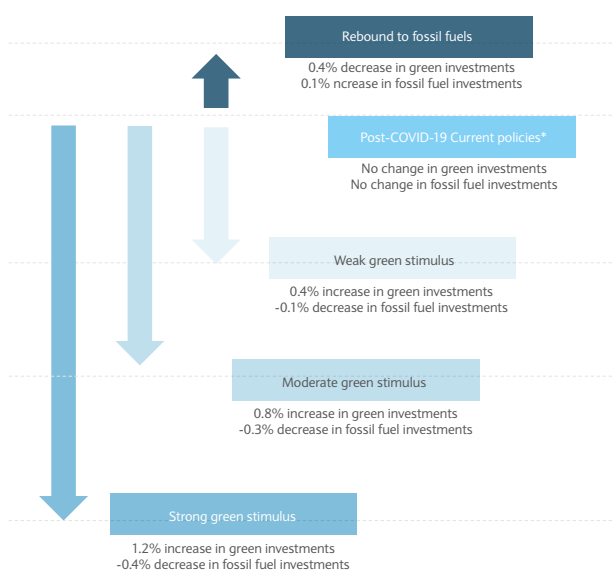 Rebound to fossil fuels
0.4% decrease in green investments
0.1% ncrease in fossil fuel investments
Post-COVID-19 Current policies*
No change in green investments
No change in fossil fuel investments
Weak green stimulus
0.4% increase in green investments
-0.1% decrease in fossil fuel investments
Moderate green stimulus
0.8% increase in green investments
-0.3% decrease in fossil fuel investments
Strong green stimulus
1.2% increase in green investments
-0.4% decrease in fossil fuel investments